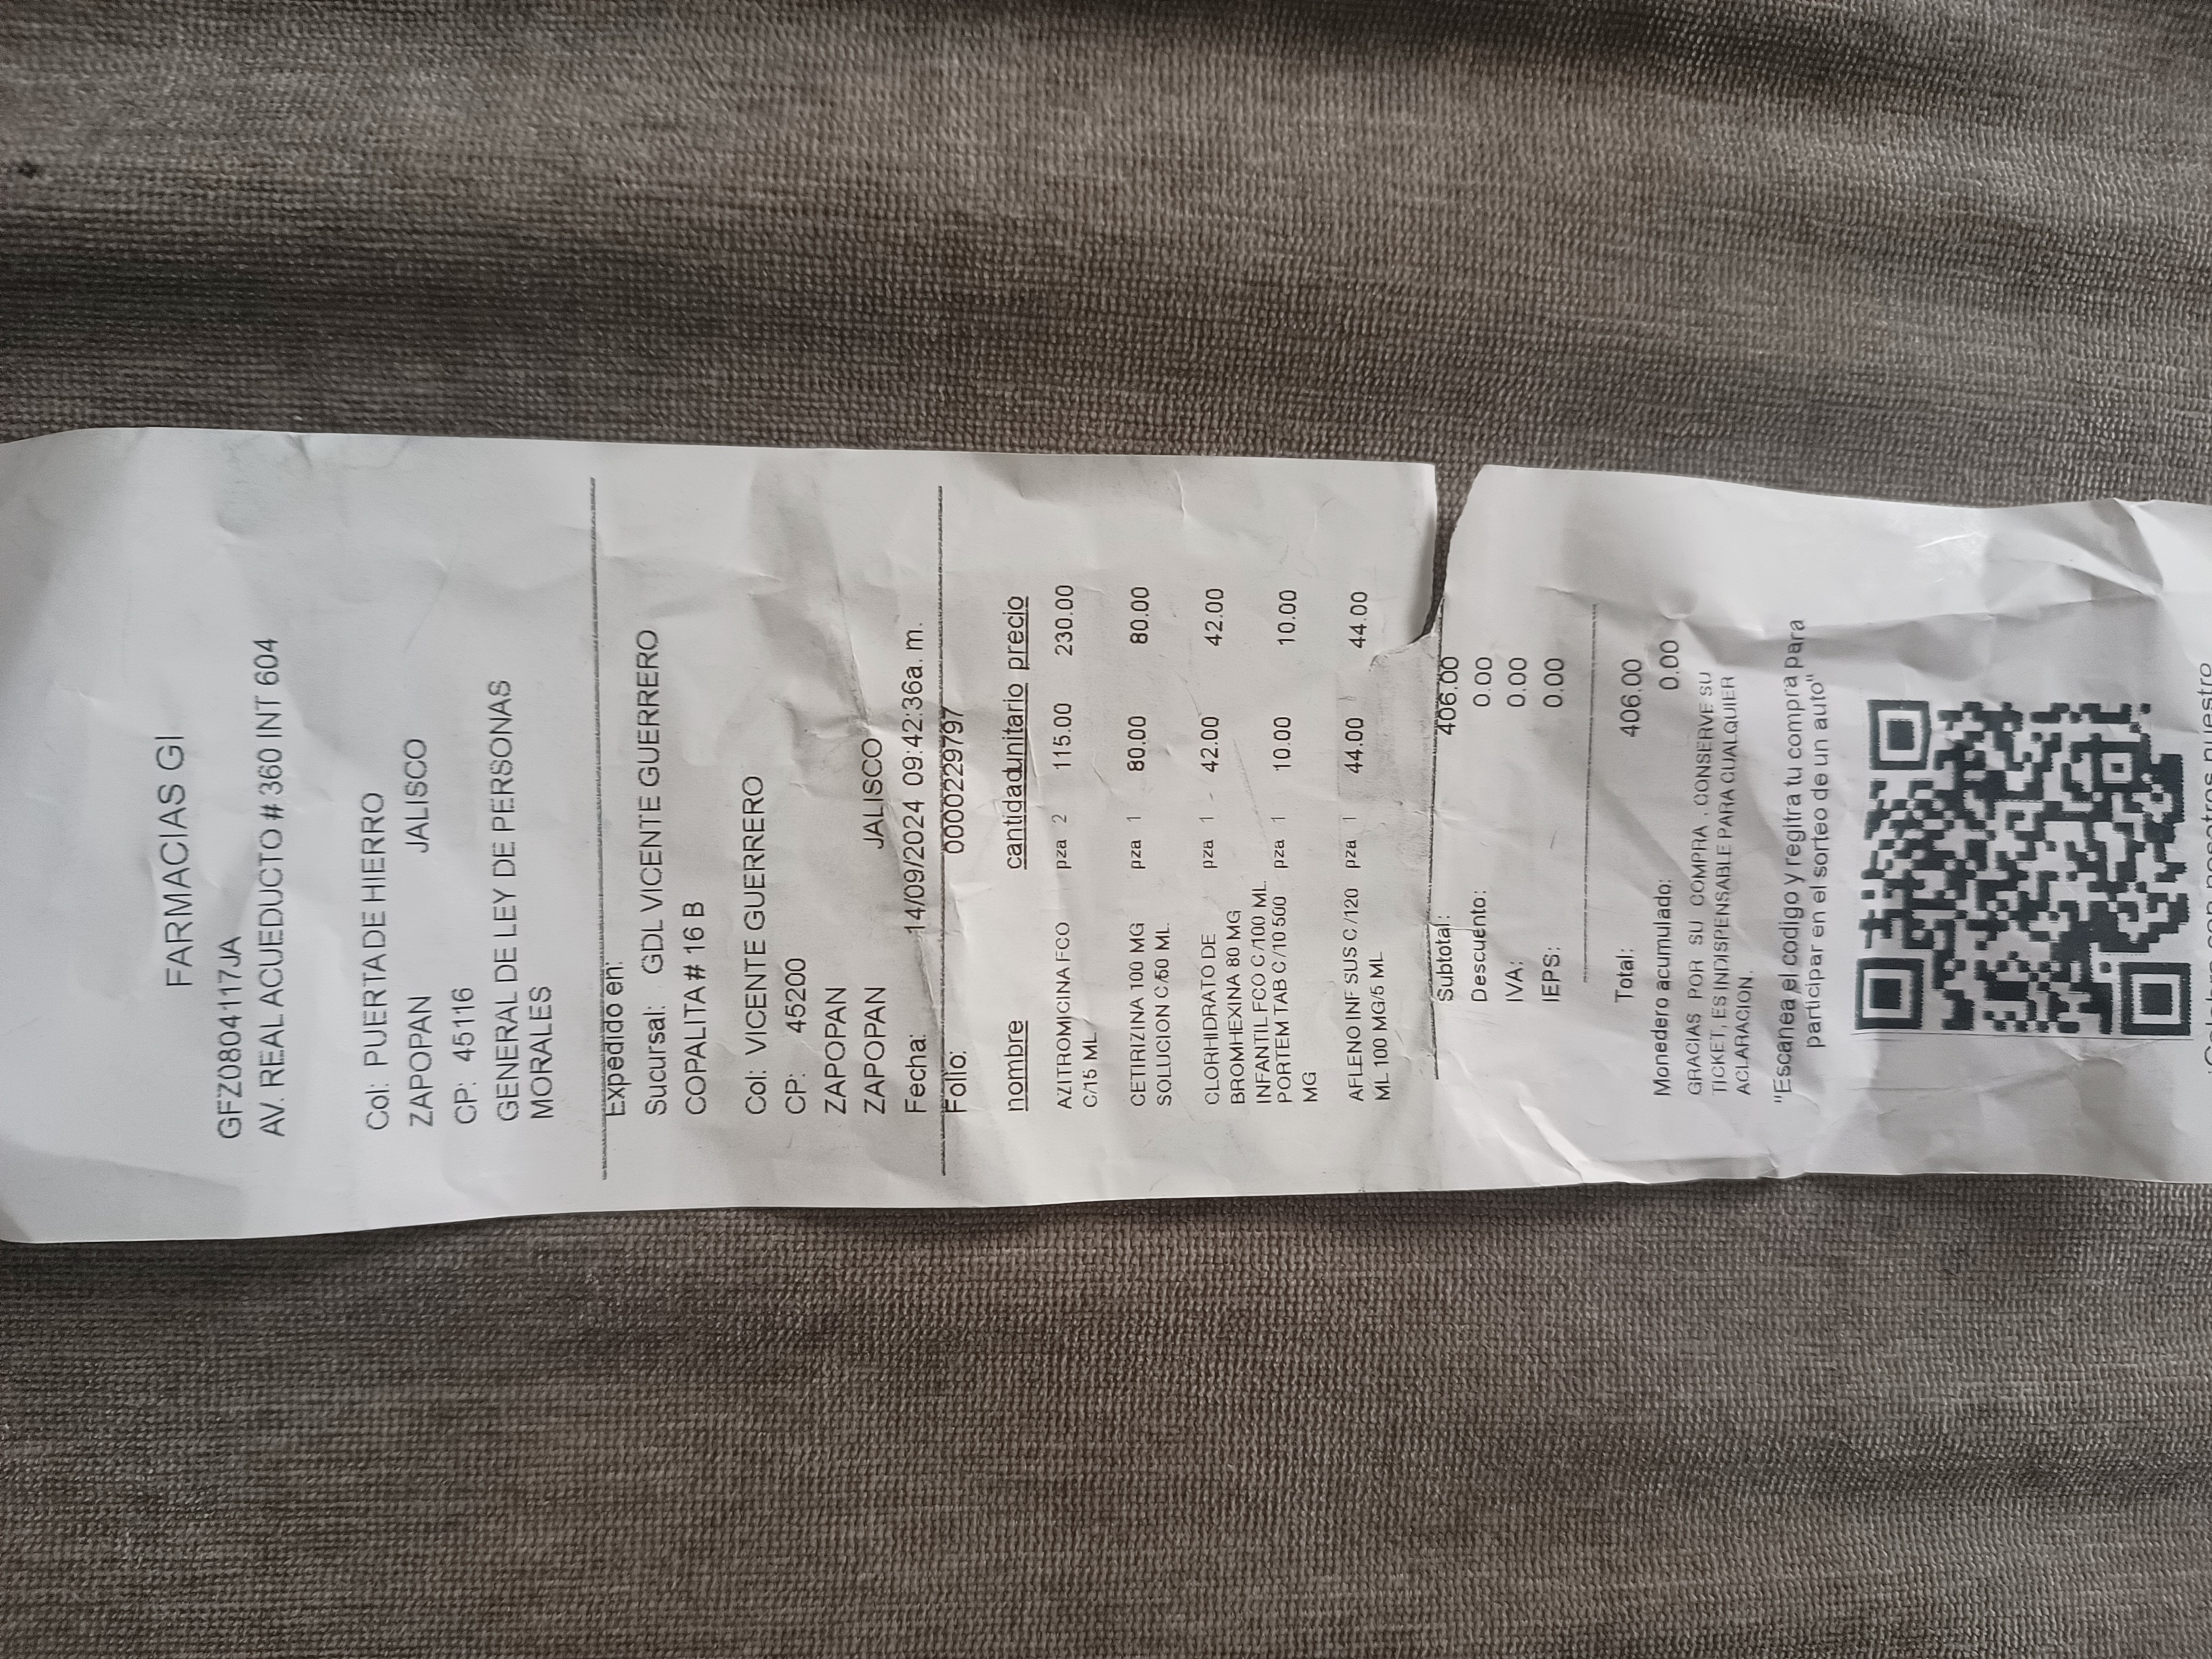 FARMACIAS GI
GFZ0804117JA
AV. REAL ACUEDUCTO # 360 INT 604
Col: PUERTA DE HIERRO
ZAPOPAN JALISCO
CP: 45116
GENERAL DE LEY DE PERSONAS
MORALES
Expedido en:
Sucursal: GDL VICENTE GUERRERO
COPALITA # 16 B
Col: VICENTE GUERRERO
CP: 45200
ZAPOPAN
ZAPOPAN JALISCO
Fecha: 14/09/2024 09:42:36a. m.
Folio: 0000229797
nombre cantidad unitario precio
AZITROMICINA FCO pza 2 115.00 230.00
C/15 ML
CETIRIZINA 100 MG pza 1 80.00 80.00
SOLUCION C/50 ML
CLORHIDRATO DE pza 1 42.00 42.00
BROMHEXINA 80 MG
INFANTIL FCO C/100 ML
PORTEM TAB C/10 500 pza 1 10.00 10.00
MG
AFLENO INF SUS C/120 pza 1 44.00 44.00
ML 100 MG/5 ML
Subtotal: 406.00
Descuento: 0.00
IVA: 0.00
IEPS: 0.00
Total: 406.00
Monedero acumulado: 0.00
GRACIAS POR SU COMPRA , CONSERVE SU
TICKET, ES INDISPENSABLE PARA CUALQUIER
ACLARACION.
"Escanea el codigo y regitra tu compra para
participar en el sorteo de un auto"